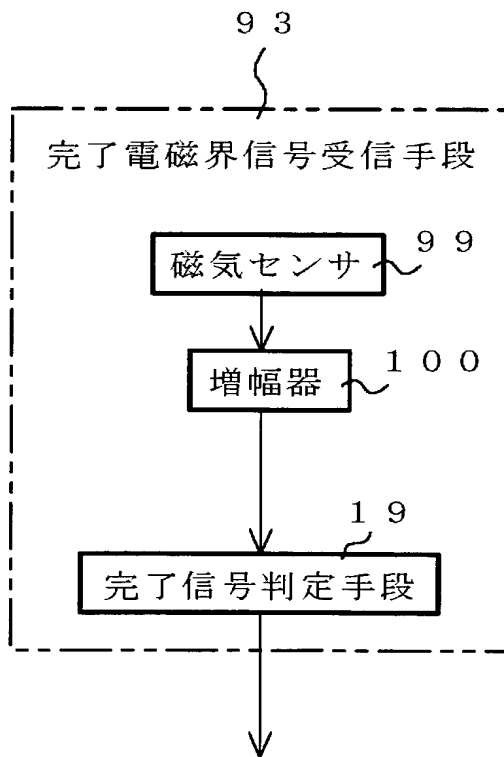 ９３
完了電磁界信号受信手段
磁気センサ
９９
増幅器
１００
１９
完了信号判定手段